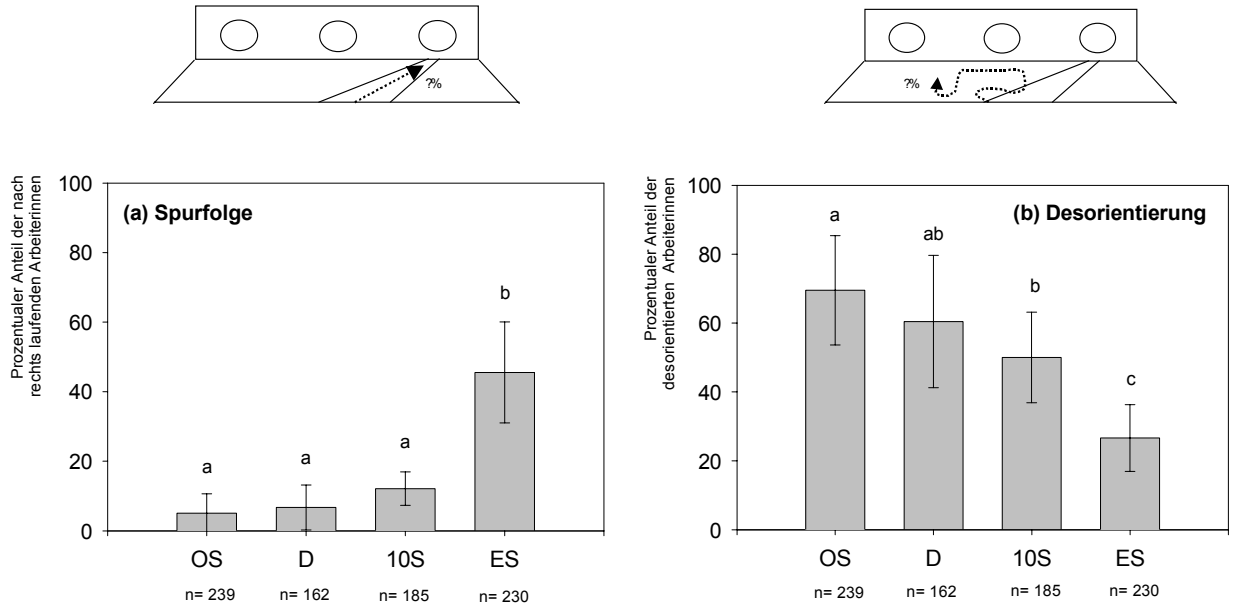 ?%
?%
Prozentualer Anteil der nach
rechts laufenden Arbeiterinnen
100
80
60
40
20
0
(a) Spurfolge
a
a
a
b
OS D 10S ES
n= 239 n= 162 n= 185 n= 230
Prozentualer Anteil der
desorientierten Arbeiterinnen
100
80
60
40
20
0
(b) Desorientierung
a
ab
b
c
OS D 10S ES
n= 239 n= 162 n= 185 n= 230